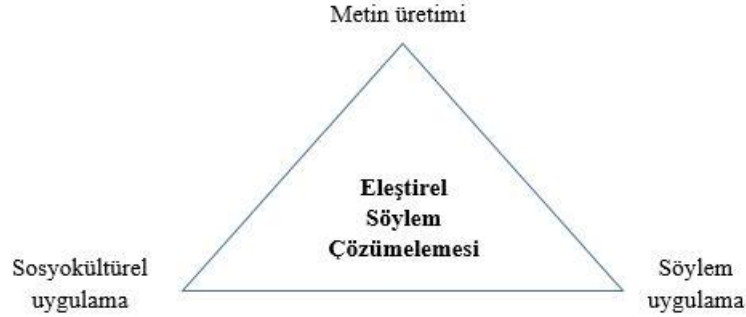 Metin üretimi
Eleştirel
Söylem
Çözümelemesi
Sosyokültürel
uygulama
Söylem
uygulama